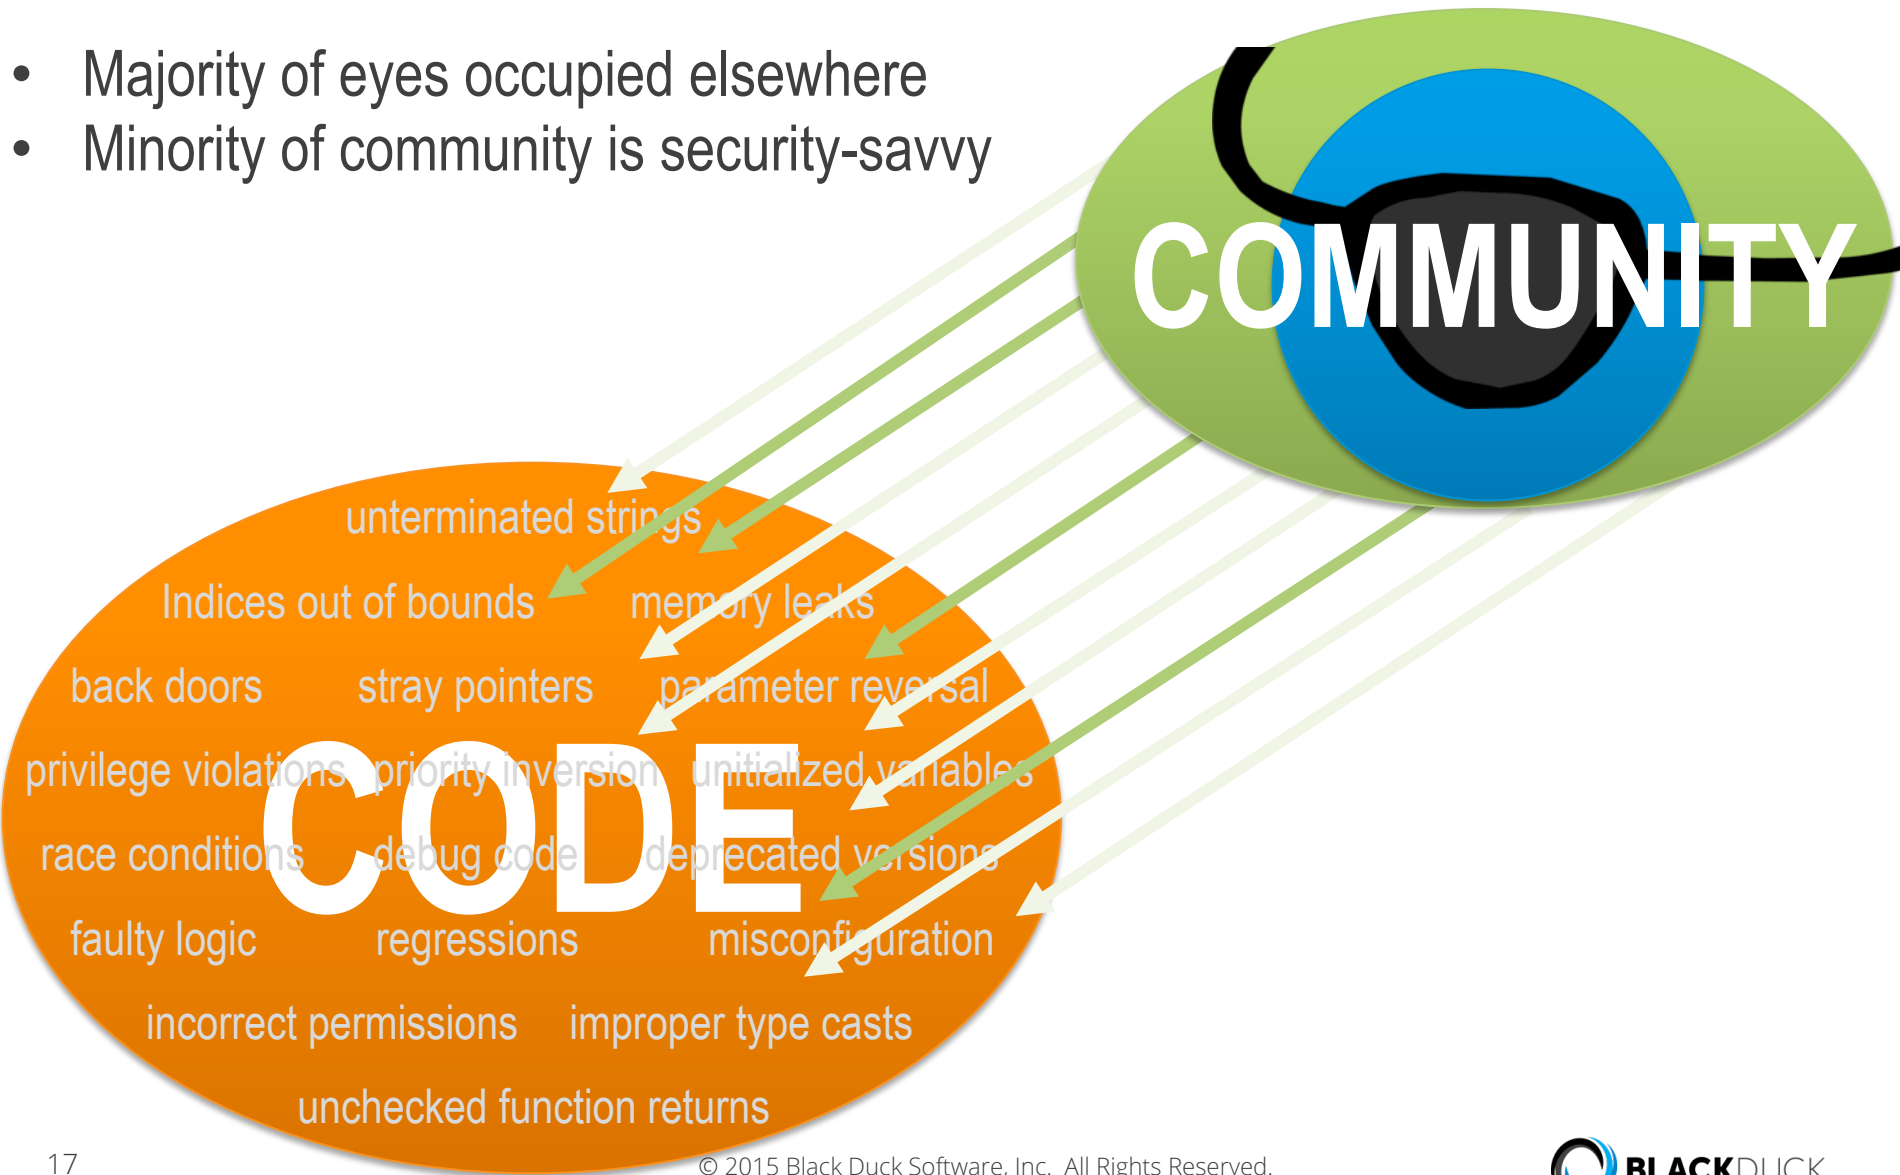 • Majority of eyes occupied elsewhere
• Minority of community is security-savvy
COMMUNITY
unterminated strings
Indices out of bounds memory leaks
back doors stray pointers parameter reversal
privilege violations priority inversion unitialized variables
CODE
race conditions debug code deprecated versions
faulty logic regressions misconfiguration
incorrect permissions improper type casts
unchecked function returns
17 © 2015 Black Duck Software, Inc. All Rights Reserved. BLACKDUCK